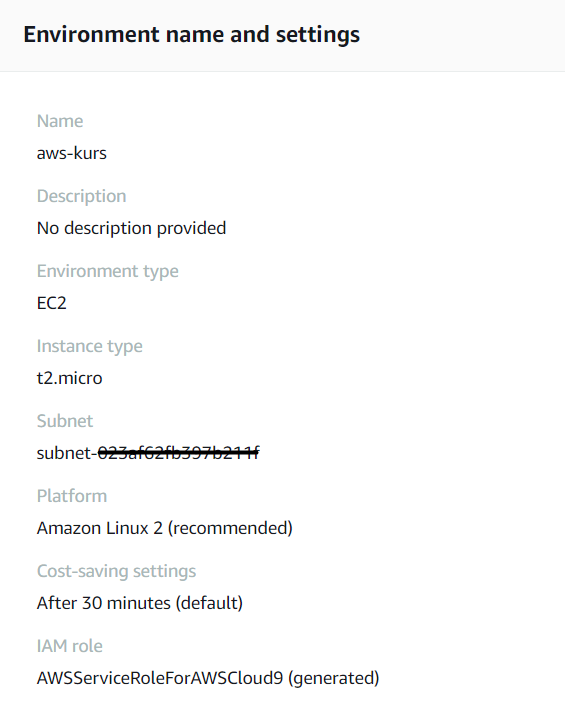 Environment name and settings
Name
aws-kurs
Description
No description provided
Environment type
EC2
Instance type
t2.micro
Subnet
subnet-
Platform
Amazon Linux 2 (recommended)
Cost-saving settings
After 30 minutes (default)
IAM role
AWSServiceRoleForAWSCloud9 (generated)